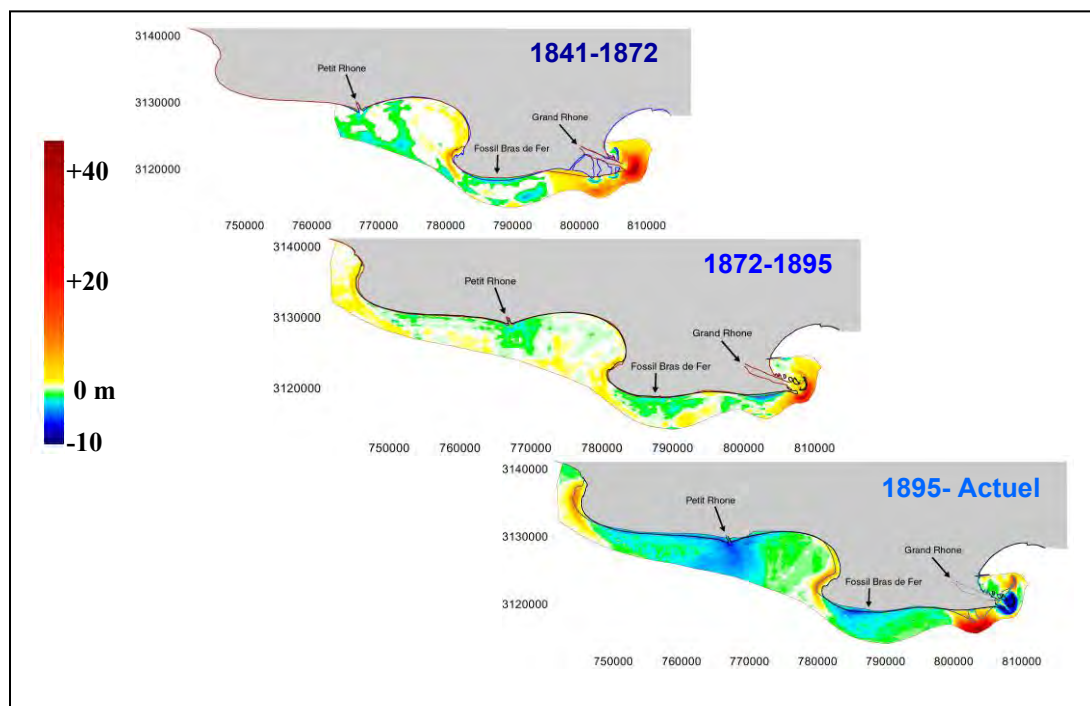 3140000
1841-1872
Petit Rhone
3130000
Grand Rhone
Fossil Bras de Fer
+40
3120000
750000 760000 770000 780000 790000 800000 810000
3140000
1872-1895
+20
Petit Rhone
3130000
Grand Rhone
Fossil Bras de Fer
0 m
3120000
-10
750000 760000 770000 780000 790000 800000 810000
3140000
1895- Actuel
Petit Rhone
3130000
Grand Rhone
Fossil Bras de Fer
3120000
750000 760000 770000 780000 790000 800000 810000